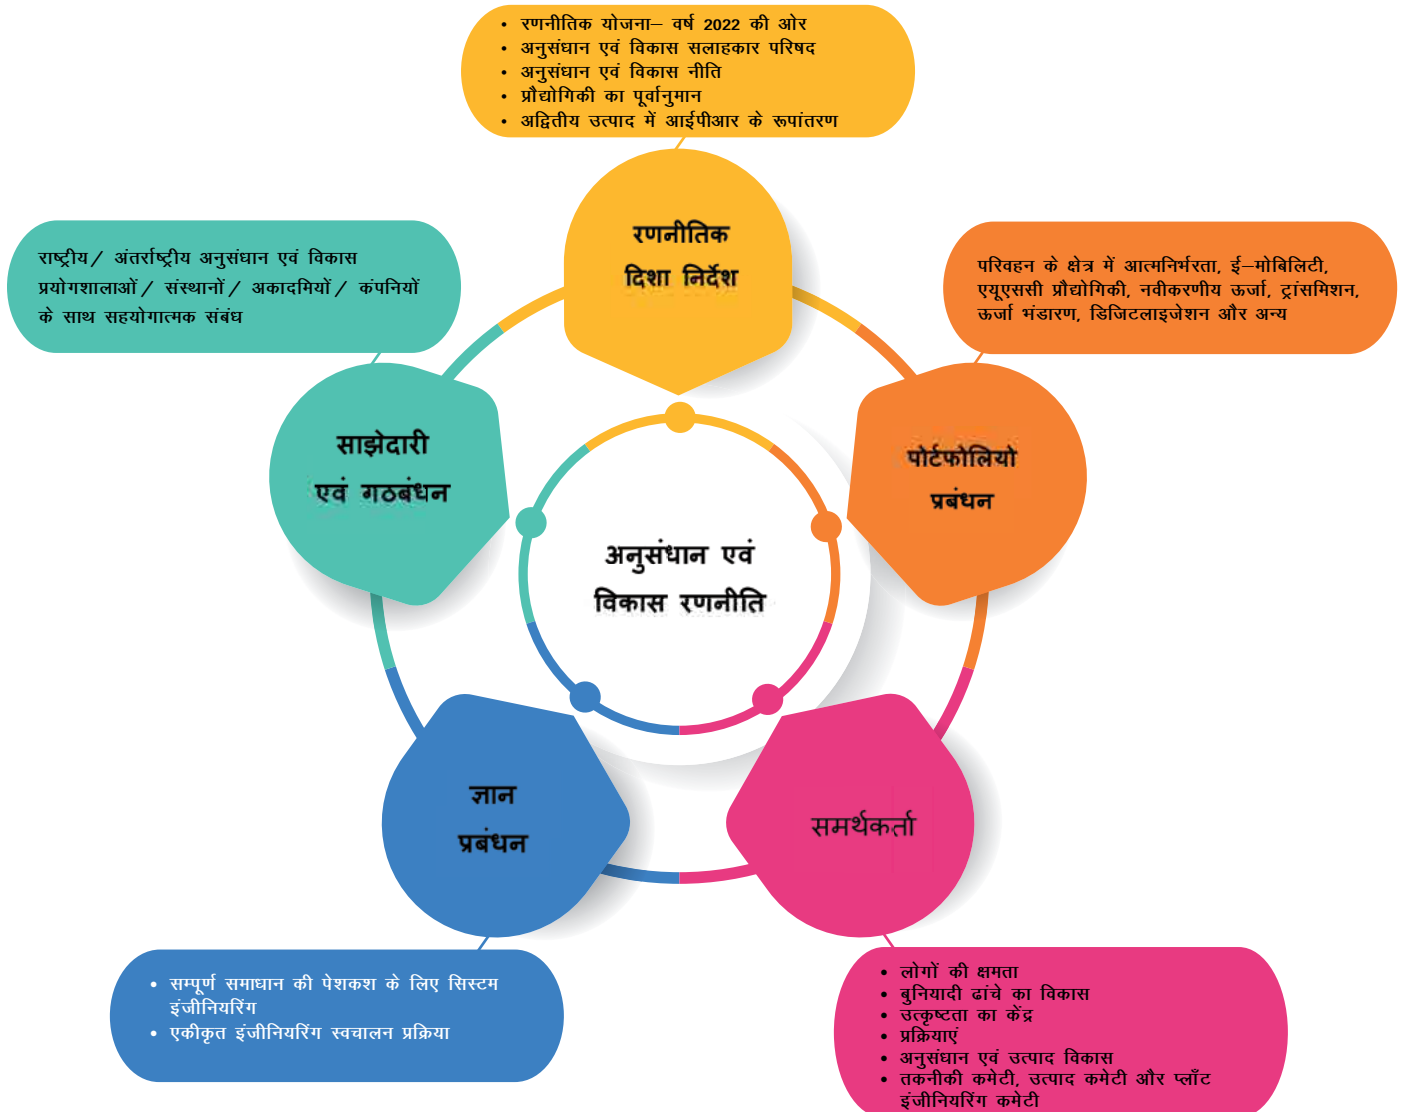 • रणनीतिक योजना– वर्ष 2022 की ओर
• अनुसंधान एवं विकास सलाहकार परिषद
• अनुसंधान एवं विकास नीति
• प्रौद्योगिकी का पूर्वानुमान
• अद्वितीय उत्पाद में आईपीआर के रूपांतरण
रणनीतिक
दिशा निर्देश
राष्ट्रीय/ अंतर्राष्ट्रीय अनुसंधान एवं विकास
प्रयोगशालाओं/ संस्थानों/ अकादमियों/ कंपनियों
के साथ सहयोगात्मक संबंध
परिवहन के क्षेत्र में आत्मनिर्भरता, ई–मोबिलिटी,
एयूएससी प्रौद्योगिकी, नवीकरणीय ऊर्जा, ट्रांसमिशन,
ऊर्जा भंडारण, डिजिटलाइजेशन और अन्य
साझेदारी
एवं गठबंधन
पोर्टफोलियो
प्रबंधन
अनुसंधान एवं
विकास रणनीति
ज्ञान
प्रबंधन
समर्थकर्ता
• सम्पूर्ण समाधान की पेशकश के लिए सिस्टम
इंजीनियरिंग
• एकीकृत इंजीनियरिंग स्वचालन प्रक्रिया
• लोगों की क्षमता
• बुनियादी ढांचे का विकास
• उत्कृष्टता का केंद्र
• प्रक्रियाएं
• अनुसंधान एवं उत्पाद विकास
• तकनीकी कमेटी, उत्पाद कमेटी और प्लाँट
इंजीनियरिंग कमेटी